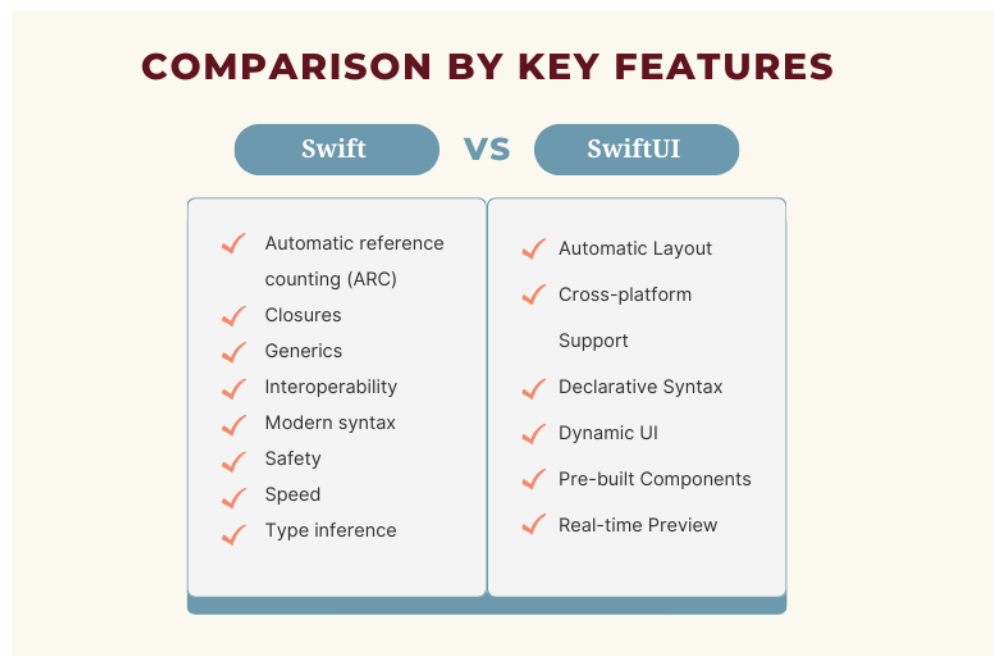 COMPARISON BY KEY FEATURES
Swift
VS
SwiftUI
Automatic reference
counting (ARC)
Closures
Generics
Interoperability
Modern syntax
Safety
Speed
Type inference
Automatic Layout
Cross-platform
Support
Declarative Syntax
Dynamic UI
Pre-built Components
Real-time Preview